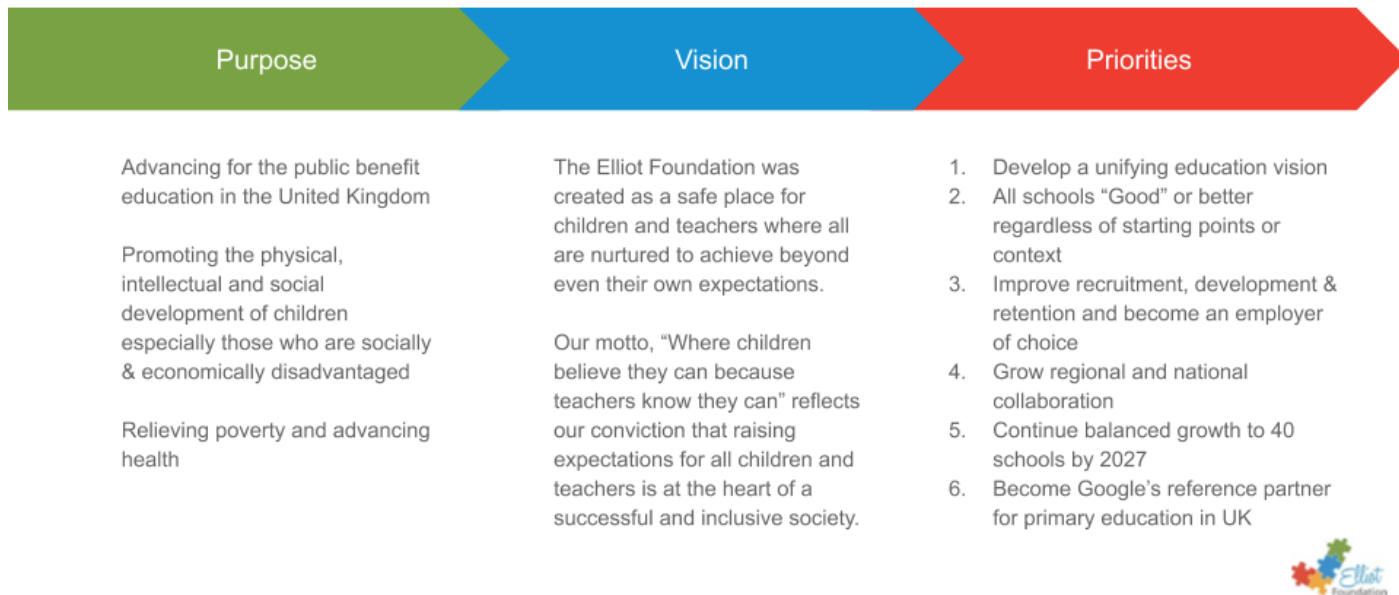 Purpose
Vision
Priorities
Advancing for the public benefit
education in the United Kingdom
Promoting the physical,
intellectual and social
development of children
especially those who are socially
& economically disadvantaged
Relieving poverty and advancing
health
The Elliot Foundation was
created as a safe place for
children and teachers where all
are nurtured to achieve beyond
even their own expectations.
Our motto, “Where children
believe they can because
teachers know they can” reflects
our conviction that raising
expectations for all children and
teachers is at the heart of a
successful and inclusive society.
1. Develop a unifying education vision
2. All schools “Good” or better
regardless of starting points or
context
3. Improve recruitment, development &
retention and become an employer
of choice
4. Grow regional and national
collaboration
5. Continue balanced growth to 40
schools by 2027
6. Become Google’s reference partner
for primary education in UK
Elliot
Foundation